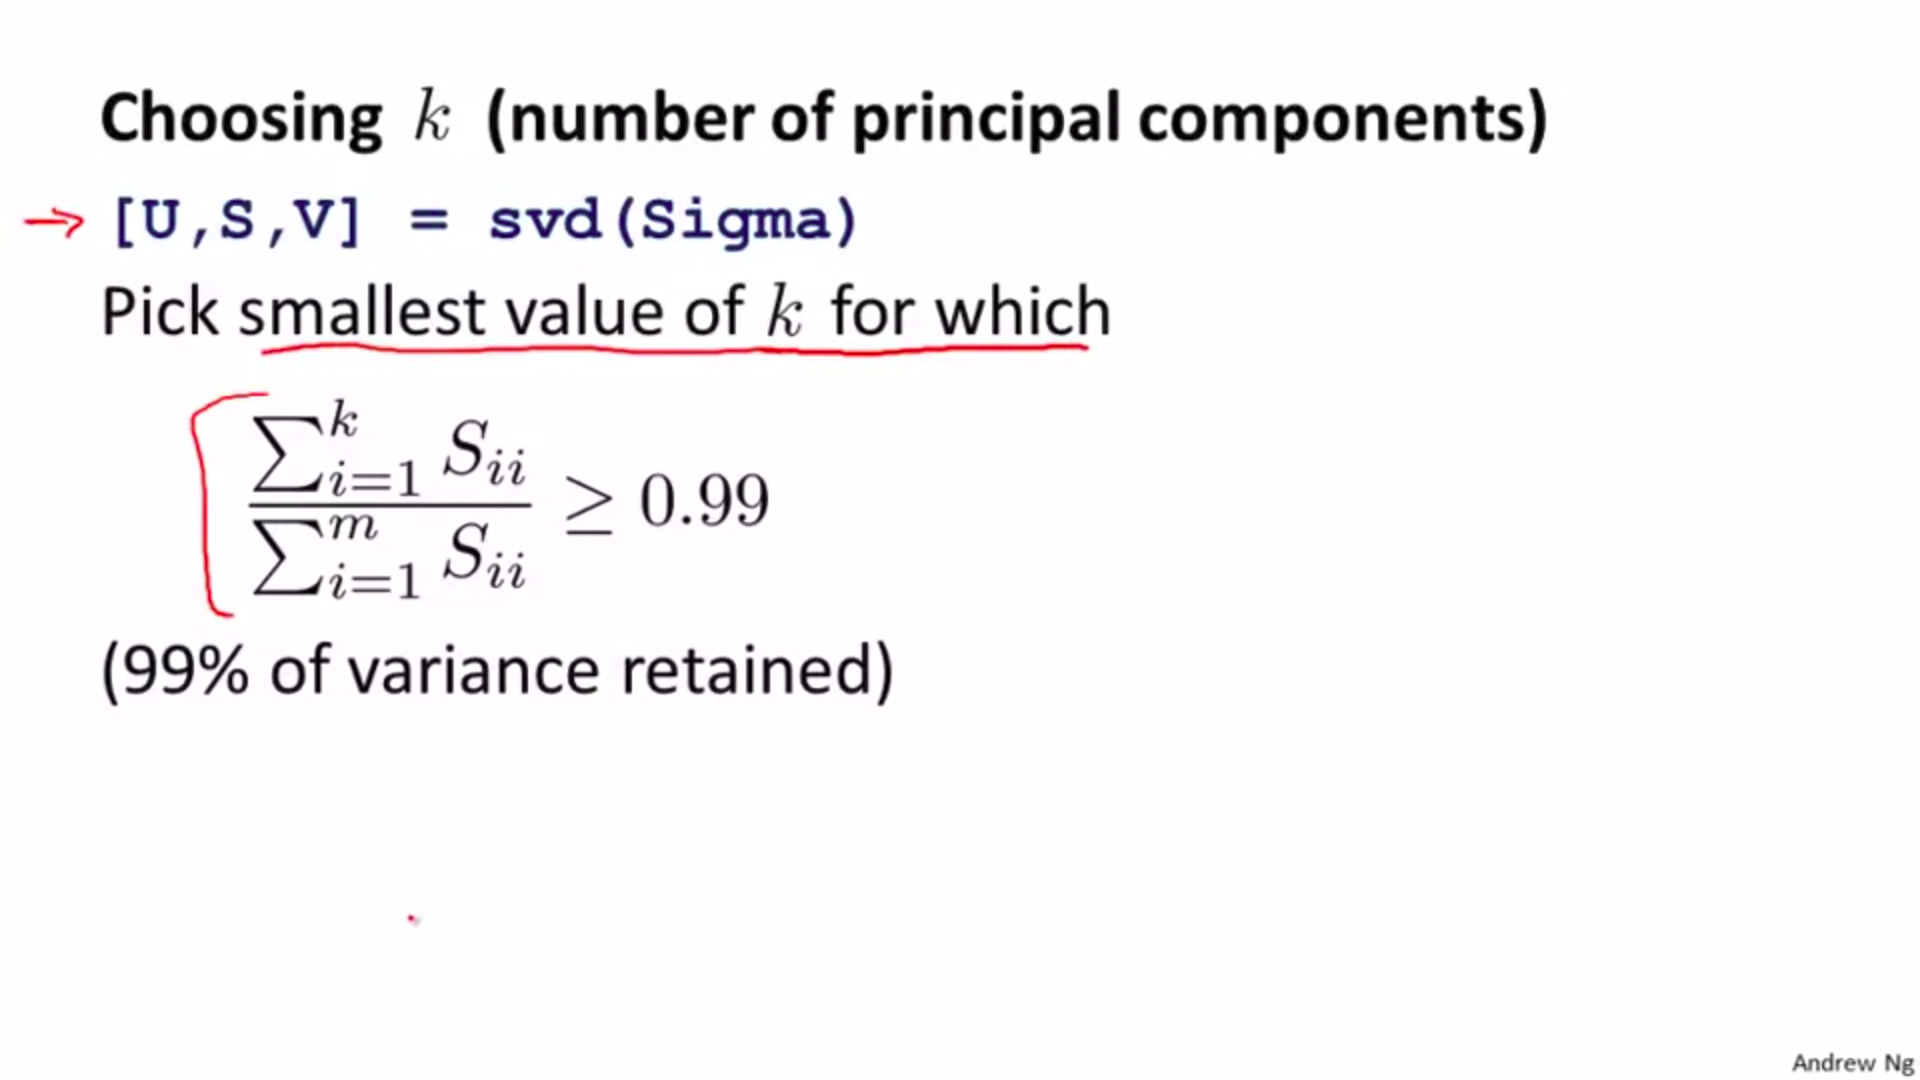 Choosing k (number of principal components)
[U,S,V] = svd(Sigma)
Pick smallest value of k for which
\frac{\sum_{i=1}^{k} S_{ii}}{\sum_{i=1}^{m} S_{ii}} ≥ 0.99
(99% of variance retained)
Andrew Ng